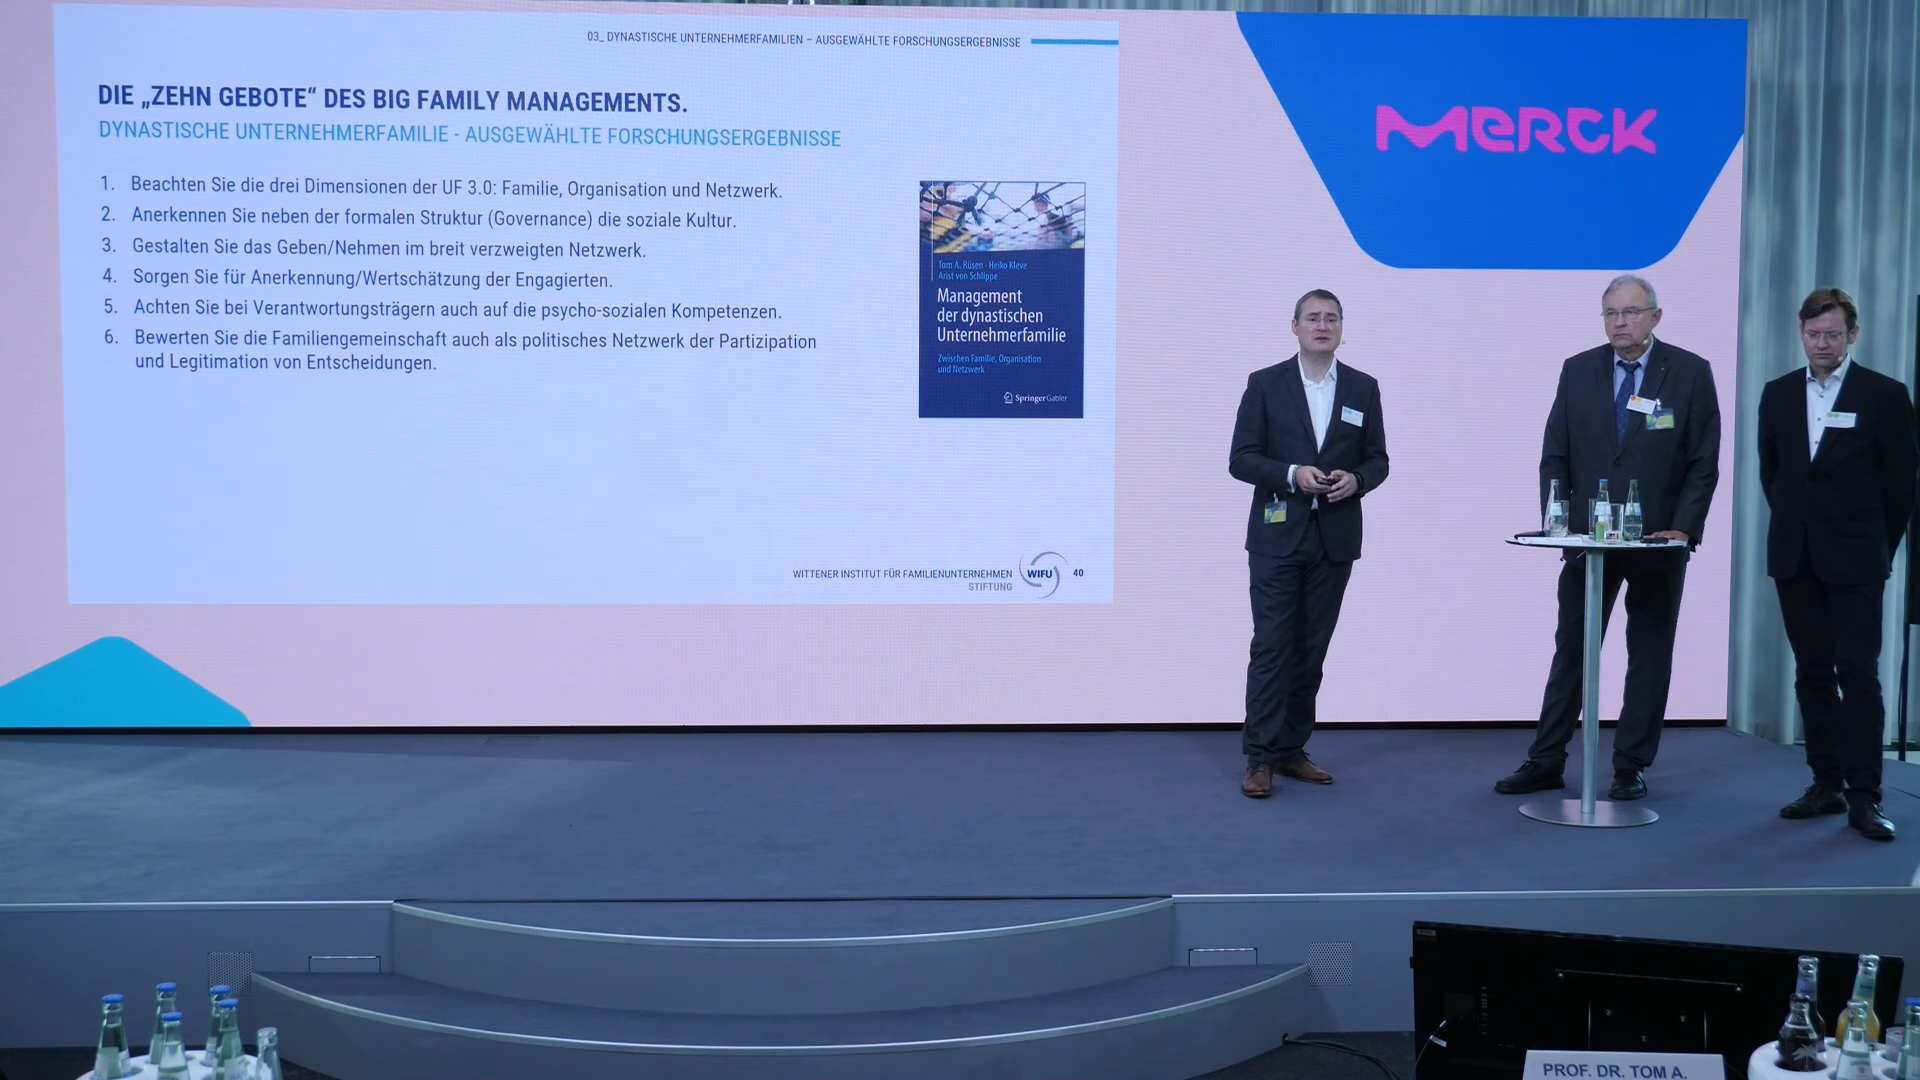 03_ DYNASTISCHE UNTERNEHMERFAMILIEN – AUSGEWÄHLTE FORSCHUNGSERGEBNISSE
DIE „ZEHN GEBOTE“ DES BIG FAMILY MANAGEMENTS.
DYNASTISCHE UNTERNEHMERFAMILIE - AUSGEWÄHLTE FORSCHUNGSERGEBNISSE
1. Beachten Sie die drei Dimensionen der UF 3.0: Familie, Organisation und Netzwerk.
2. Anerkennen Sie neben der formalen Struktur (Governance) die soziale Kultur.
3. Gestalten Sie das Geben/Nehmen im breit verzweigten Netzwerk.
4. Sorgen Sie für Anerkennung/Wertschätzung der Engagierten.
5. Achten Sie bei Verantwortungsträgern auch auf die psycho-sozialen Kompetenzen.
6. Bewerten Sie die Familiengemeinschaft auch als politisches Netzwerk der Partizipation
und Legitimation von Entscheidungen.
Tom A. Rüsen · Heiko Kleve
Arist von Schlippe
Management
der dynastischen
Unternehmerfamilie
Zwischen Familie, Organisation
und Netzwerk
Springer Gabler
WITTENER INSTITUT FÜR FAMILIENUNTERNEHMEN
STIFTUNG
WIFU
40
MERCK
PROF. DR. TOM A.